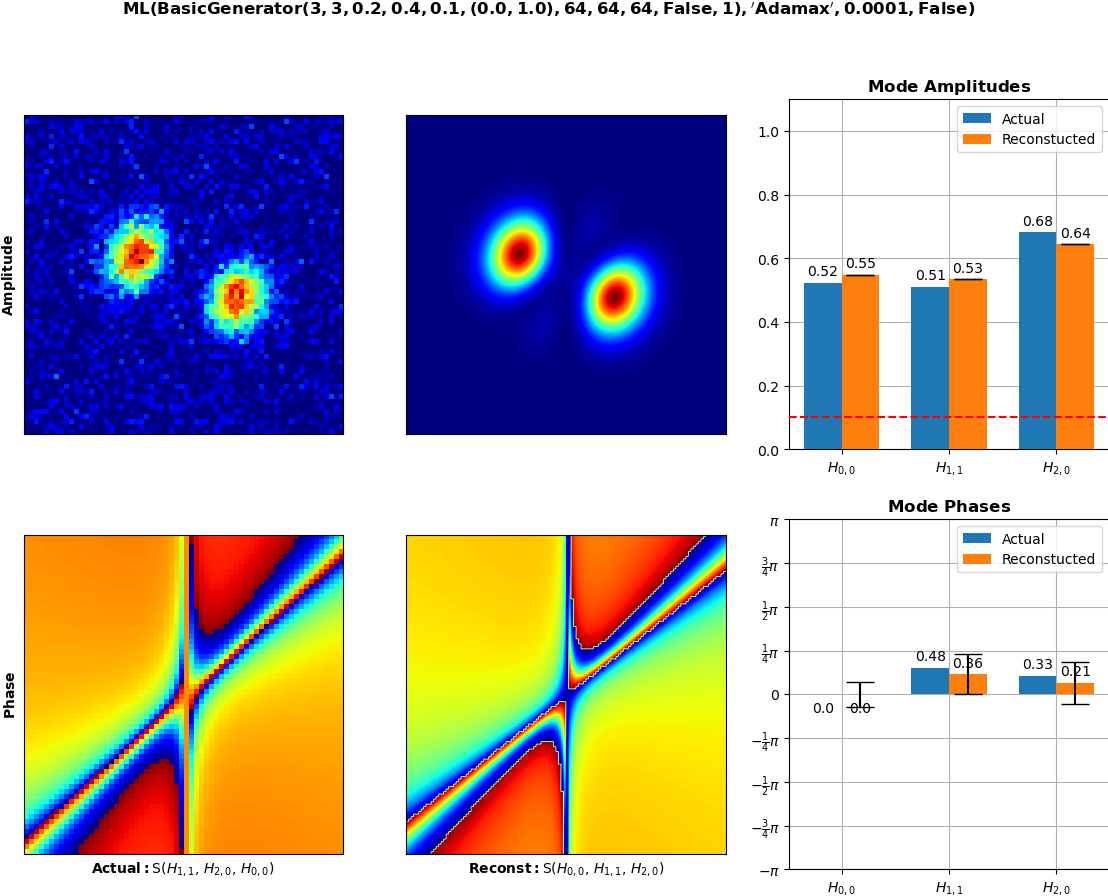 ML(BasicGenerator(3, 3, 0.2, 0.4, 0.1, (0.0, 1.0), 64, 64, 64, False, 1), ′Adamax′, 0.0001, False)
Amplitude
Mode Amplitudes
Actual
Reconstucted
1.0
0.8
0.6
0.4
0.2
0.0
0.52
0.55
0.51
0.53
0.68
0.64
H0,0
H1,1
H2,0
Phase
Actual: S(H1,1, H2,0, H0,0)
Reconst: S(H0,0, H1,1, H2,0)
Mode Phases
Actual
Reconstucted
π
3/4π
1/2π
1/4π
0
−1/4π
−1/2π
−3/4π
−π
0.0
0.0
0.48
0.36
0.33
0.21
H0,0
H1,1
H2,0